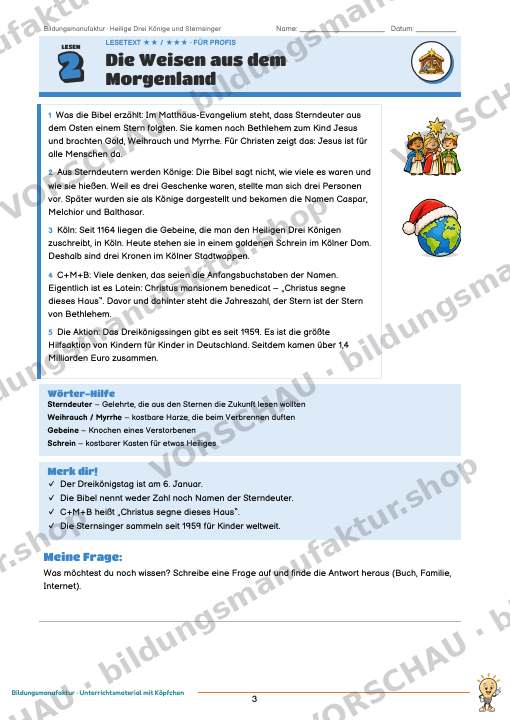 Bildungsmanufaktur · Heilige Drei Könige und Sternsinger Name: Datum:
LESEN
2
LESETEXT ★★ / ★★★ · FÜR PROFIS
Die Weisen aus dem
Morgenland
1 Was die Bibel erzählt: Im Matthäus-Evangelium steht, dass Sterndeuter aus
dem Osten einem Stern folgten. Sie kamen nach Bethlehem zum Kind Jesus
und brachten Gold, Weihrauch und Myrrhe. Für Christen zeigt das: Jesus ist für
alle Menschen da.
2 Aus Sterndeutern werden Könige: Die Bibel sagt nicht, wie viele es waren und
wie sie hießen. Weil es drei Geschenke waren, stellte man sich drei Personen
vor. Später wurden sie als Könige dargestellt und bekamen die Namen Caspar,
Melchior und Balthasar.
3 Köln: Seit 1164 liegen die Gebeine, die man den Heiligen Drei Königen
zuschreibt, in Köln. Heute stehen sie in einem goldenen Schrein im Kölner Dom.
Deshalb sind drei Kronen im Kölner Stadtwappen.
4 C+M+B: Viele denken, das seien die Anfangsbuchstaben der Namen.
Eigentlich ist es Latein: Christus mansionem benedicat – „Christus segne
dieses Haus“. Davor und dahinter steht die Jahreszahl, der Stern ist der Stern
von Bethlehem.
5 Die Aktion: Das Dreikönigssingen gibt es seit 1959. Es ist die größte
Hilfsaktion von Kindern für Kinder in Deutschland. Seitdem kamen über 1,4
Milliarden Euro zusammen.
Wörter-Hilfe
Sterndeuter – Gelehrte, die aus den Sternen die Zukunft lesen wollten
Weihrauch / Myrrhe – kostbare Harze, die beim Verbrennen duften
Gebeine – Knochen eines Verstorbenen
Schrein – kostbarer Kasten für etwas Heiliges
Merk dir!
✓ Der Dreikönigstag ist am 6. Januar.
✓ Die Bibel nennt weder Zahl noch Namen der Sterndeuter.
✓ C+M+B heißt „Christus segne dieses Haus“.
✓ Die Sternsinger sammeln seit 1959 für Kinder weltweit.
Meine Frage:
Was möchtest du noch wissen? Schreibe eine Frage auf und finde die Antwort heraus (Buch, Familie,
Internet).
Bildungsmanufaktur · Unterrichtsmaterial mit Köpfchen
3
VORSCHAU · bildungsmanufaktur.shop